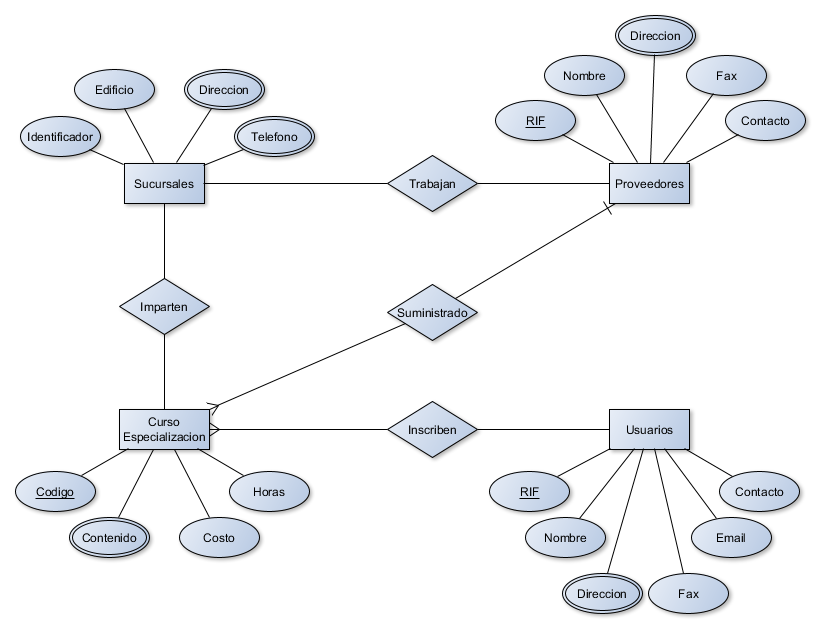 Direccion
Edificio
Direccion
Nombre
Fax
Identificador
Telefono
RIF
Contacto
Sucursales
Trabajan
Proveedores
Imparten
Suministrado
Curso
Especializacion
Inscriben
Usuarios
Codigo
Horas
RIF
Contacto
Contenido
Costo
Nombre
Email
Direccion
Fax